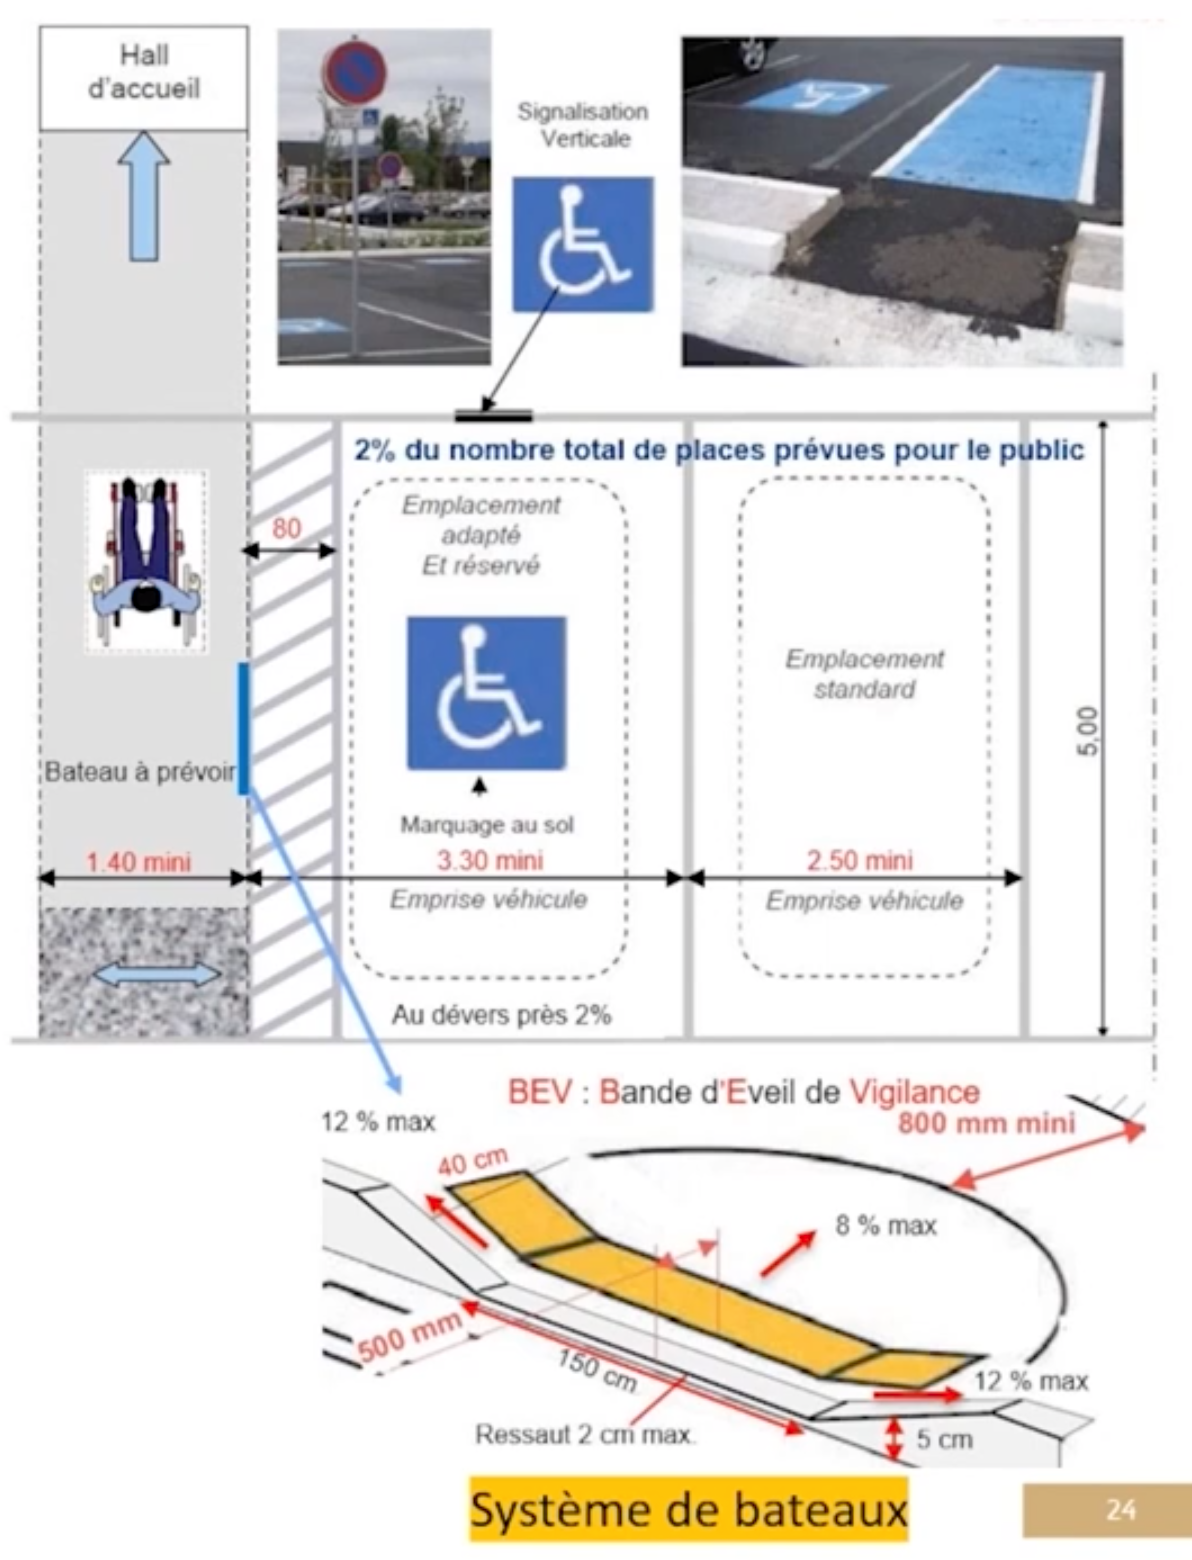 Hall
d'accueil
Signalisation
Verticale
2% du nombre total de places prévues pour le public
Emplacement
adapté
Et réservé
80
Emplacement
standard
5,00
Bateau à prévoir
Marquage au sol
1.40 mini
3.30 mini
2.50 mini
Emprise véhicule
Emprise véhicule
Au dévers près 2%
BEV : Bande d'Eveil de Vigilance
12 % max
800 mm mini
40 cm
8 % max
500 mm
150 cm
12 % max
Ressaut 2 cm max.
5 cm
Système de bateaux
24